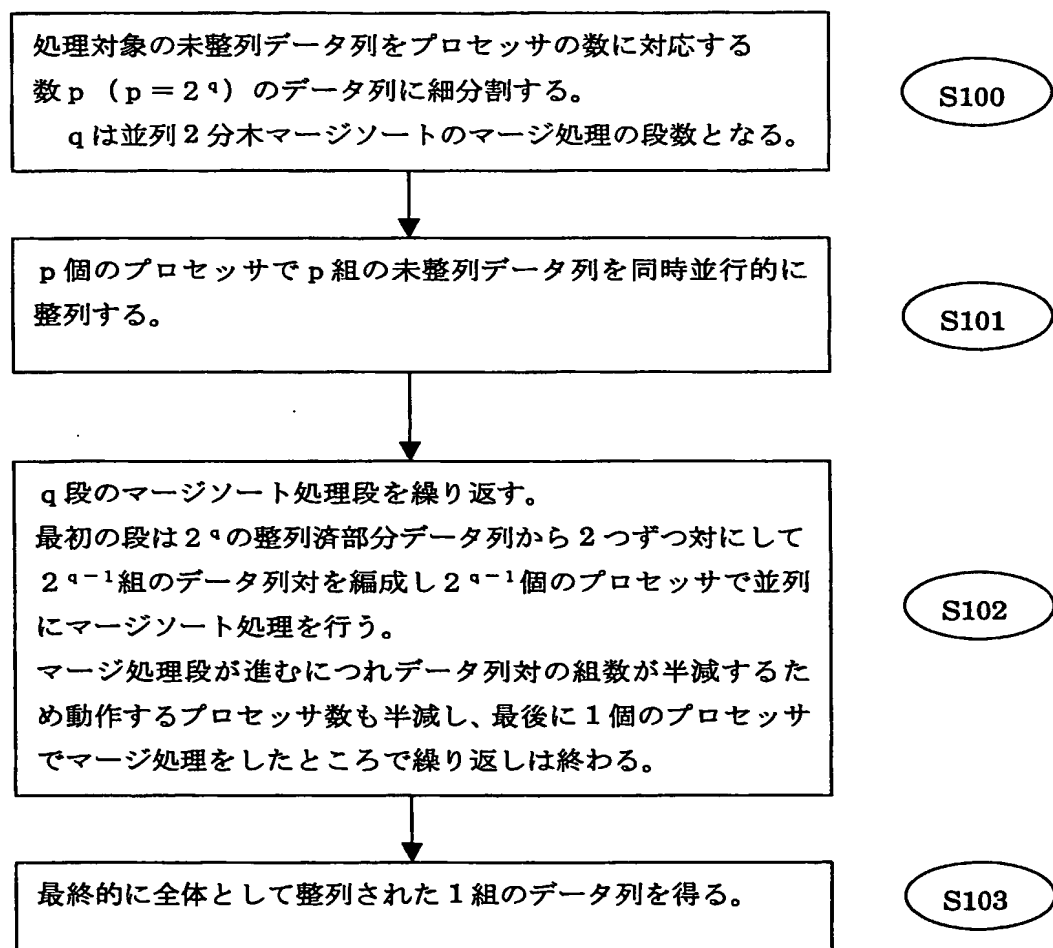 処理対象の未整列データ列をプロセッサの数に対応する
数p（p＝2^q）のデータ列に細分割する。
qは並列2分木マージソートのマージ処理の段数となる。
S100
p個のプロセッサでp組の未整列データ列を同時並行的に
整列する。
S101
q段のマージソート処理段を繰り返す。
最初の段は2^qの整列済部分データ列から2つずつ対にして
2^q−1組のデータ列対を編成し2^q−1個のプロセッサで並列
にマージソート処理を行う。
マージ処理段が進むにつれデータ列対の組数が半減するた
め動作するプロセッサ数も半減し、最後に1個のプロセッサ
でマージ処理をしたところで繰り返しは終わる。
S102
最終的に全体として整列された1組のデータ列を得る。
S103